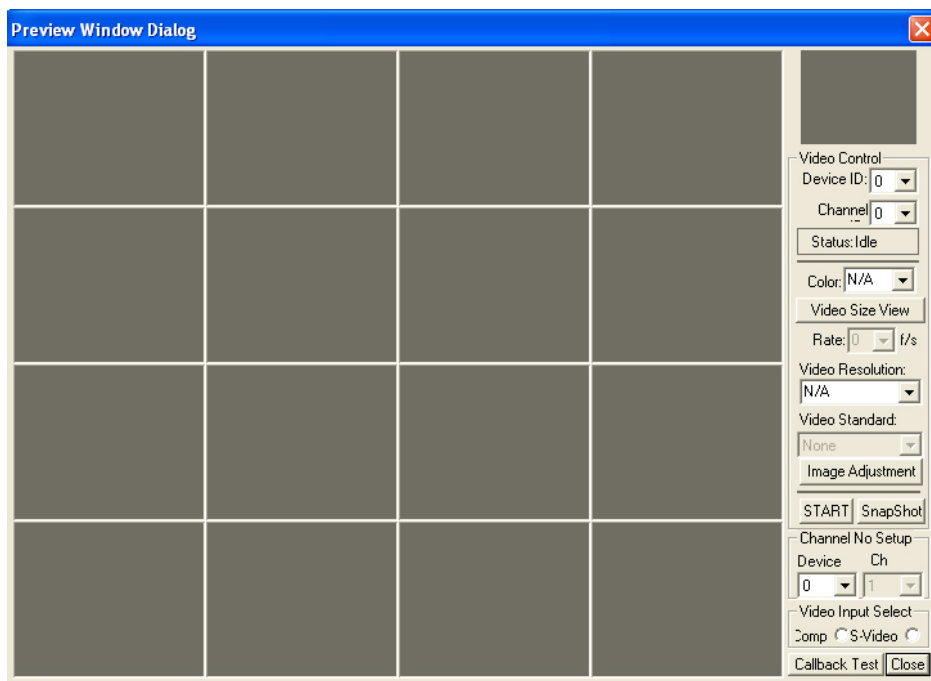 Preview Window Dialog
Video Control
Device ID: 0
Channel 0
Status: Idle
Color: N/A
Video Size View
Rate: 0 f/s
Video Resolution:
N/A
Video Standard:
None
Image Adjustment
START SnapShot
Channel No Setup
Device Ch
0 1
Video Input Select
Comp S-Video
Callback Test Close